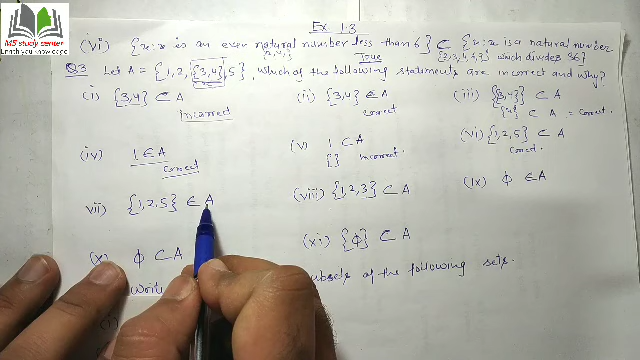 Ex 1.3
MS study center
Enrich your knowledge
(vi) {x : x is an even natural number less than 6} ⊂ {x : x is a natural number
{2,4} True {1,2,3,4,6,9} which divides 36}
Q3 Let A = {1, 2, {3,4}, 5}, which of the following statements are incorrect and why?
(i) {3,4} ⊂ A (ii) {3,4} ∈ A (iii) {{3,4}} ⊂ A
Incorrect correct {x} ⊂ A = Correct.
(iv) 1 ∈ A (v) 1 ⊂ A (vi) {1,2,5} ⊂ A
Correct {} Incorrect Correct.
(vii) {1,2,5} ∈ A (viii) {1,2,3} ⊂ A (ix) ϕ ∈ A
(x) ϕ ⊂ A (xi) {ϕ} ⊂ A
Write subsets of the following sets.
(i)